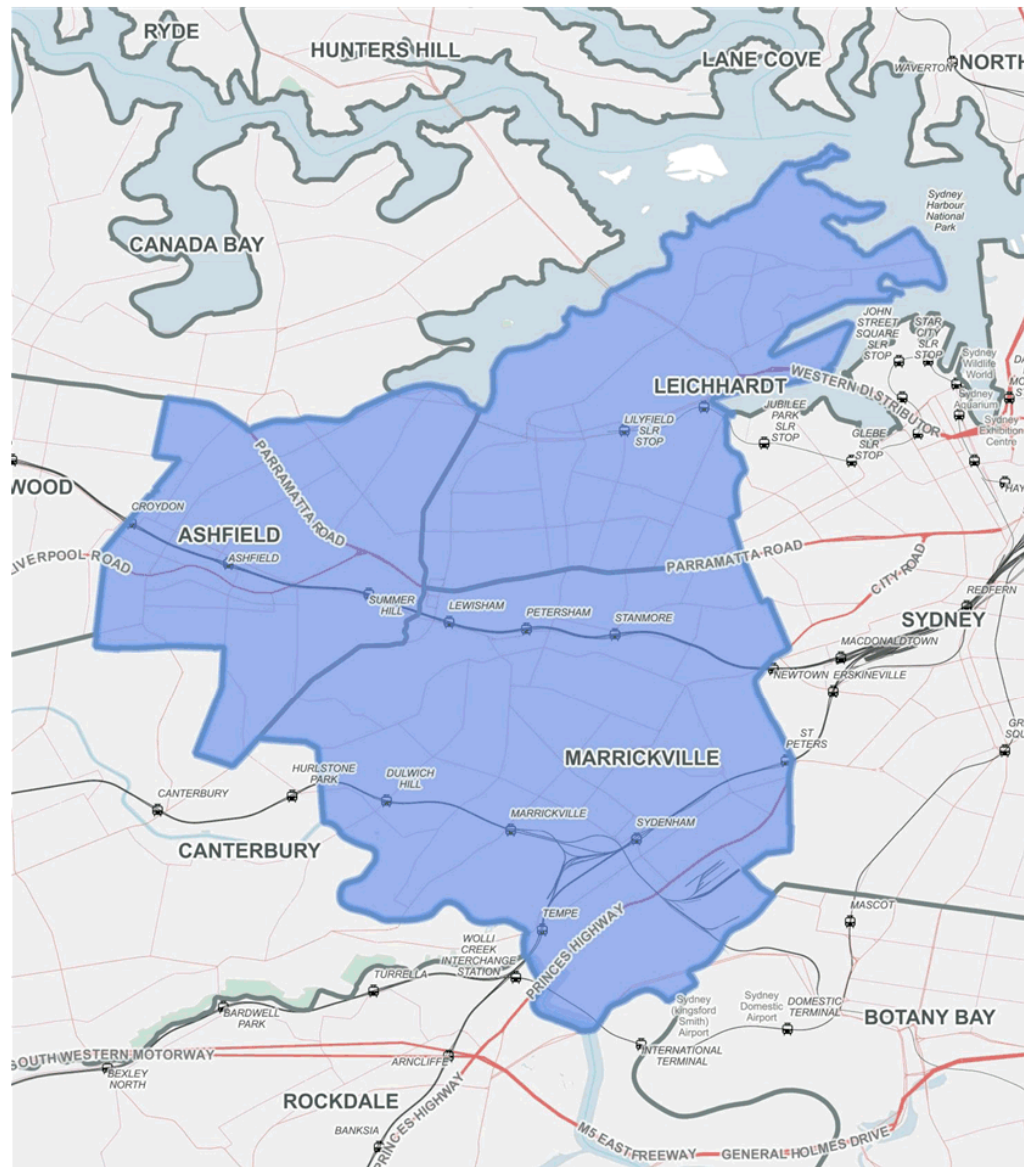 RYDE
HUNTERS HILL
LANE COVE
WAVERTON
NORTH
Sydney
Harbour
National
Park
CANADA BAY
JOHN
STREET
SQUARE
SLR
STOP
STAR
CITY
SLR
STOP
Sydney
Wildlife
World
Sydney
Aquarium
Sydney
Exhibition
Centre
LEICHHARDT
WESTERN DISTRIBUTOR
LILYFIELD
SLR
STOP
JUBILEE
PARK
SLR
STOP
GLEBE
SLR
STOP
HAY
PARRAMATTA ROAD
WOOD
CROYDON
ASHFIELD
ASHFIELD
LIVERPOOL ROAD
PARRAMATTA ROAD
CITY ROAD
REDFERN
SUMMER
HILL
LEWISHAM
PETERSHAM
STANMORE
SYDNEY
MACDONALDTOWN
NEWTOWN
ERSKINEVILLE
MARRICKVILLE
ST
PETERS
HURLSTONE
PARK
DULWICH
HILL
CANTERBURY
MARRICKVILLE
SYDENHAM
CANTERBURY
TEMPE
MASCOT
PRINCES HIGHWAY
WOLLI
CREEK
INTERCHANGE
STATION
TURRELLA
BARDWELL
PARK
Sydney
(kingsford
Smith)
Airport
Sydney
Domestic
Airport
DOMESTIC
TERMINAL
BOTANY BAY
INTERNATIONAL
TERMINAL
SOUTH WESTERN MOTORWAY
BEXLEY
NORTH
ARNCLIFFE
ROCKDALE
PRINCES HIGHWAY
BANKSIA
M5 EAST FREEWAY
GENERAL HOLMES DRIVE